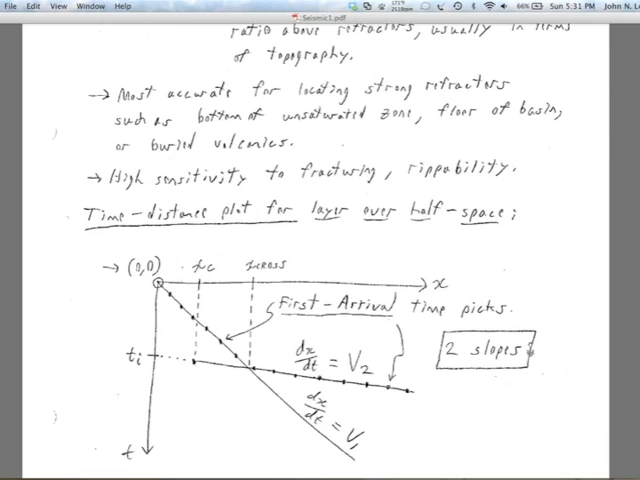 File Edit View Window Help
66% Sun 5:31 PM John N. Lo
Seismic1.pdf
ratio above refractors, usually in terms
of topography.
→ Most accurate for locating strong refractors
such as bottom of unsaturated zone, floor of basin,
or buried volcanics.
→ High sensitivity to fracturing, rippability.
Time-distance plot for layer over half-space:
→ (0,0) xc xcross x
First-Arrival time picks.
2 slopes:
ti
dx/dt = V2
dx/dt = V1
t